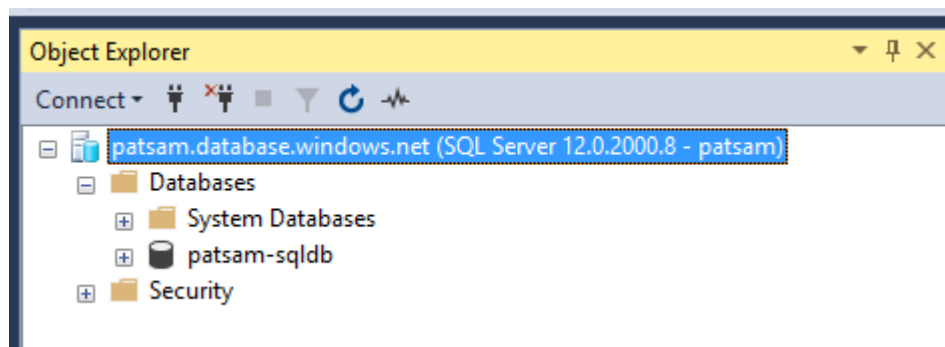 Object Explorer
Connect
patsam.database.windows.net (SQL Server 12.0.2000.8 - patsam)
Databases
System Databases
patsam-sqldb
Security